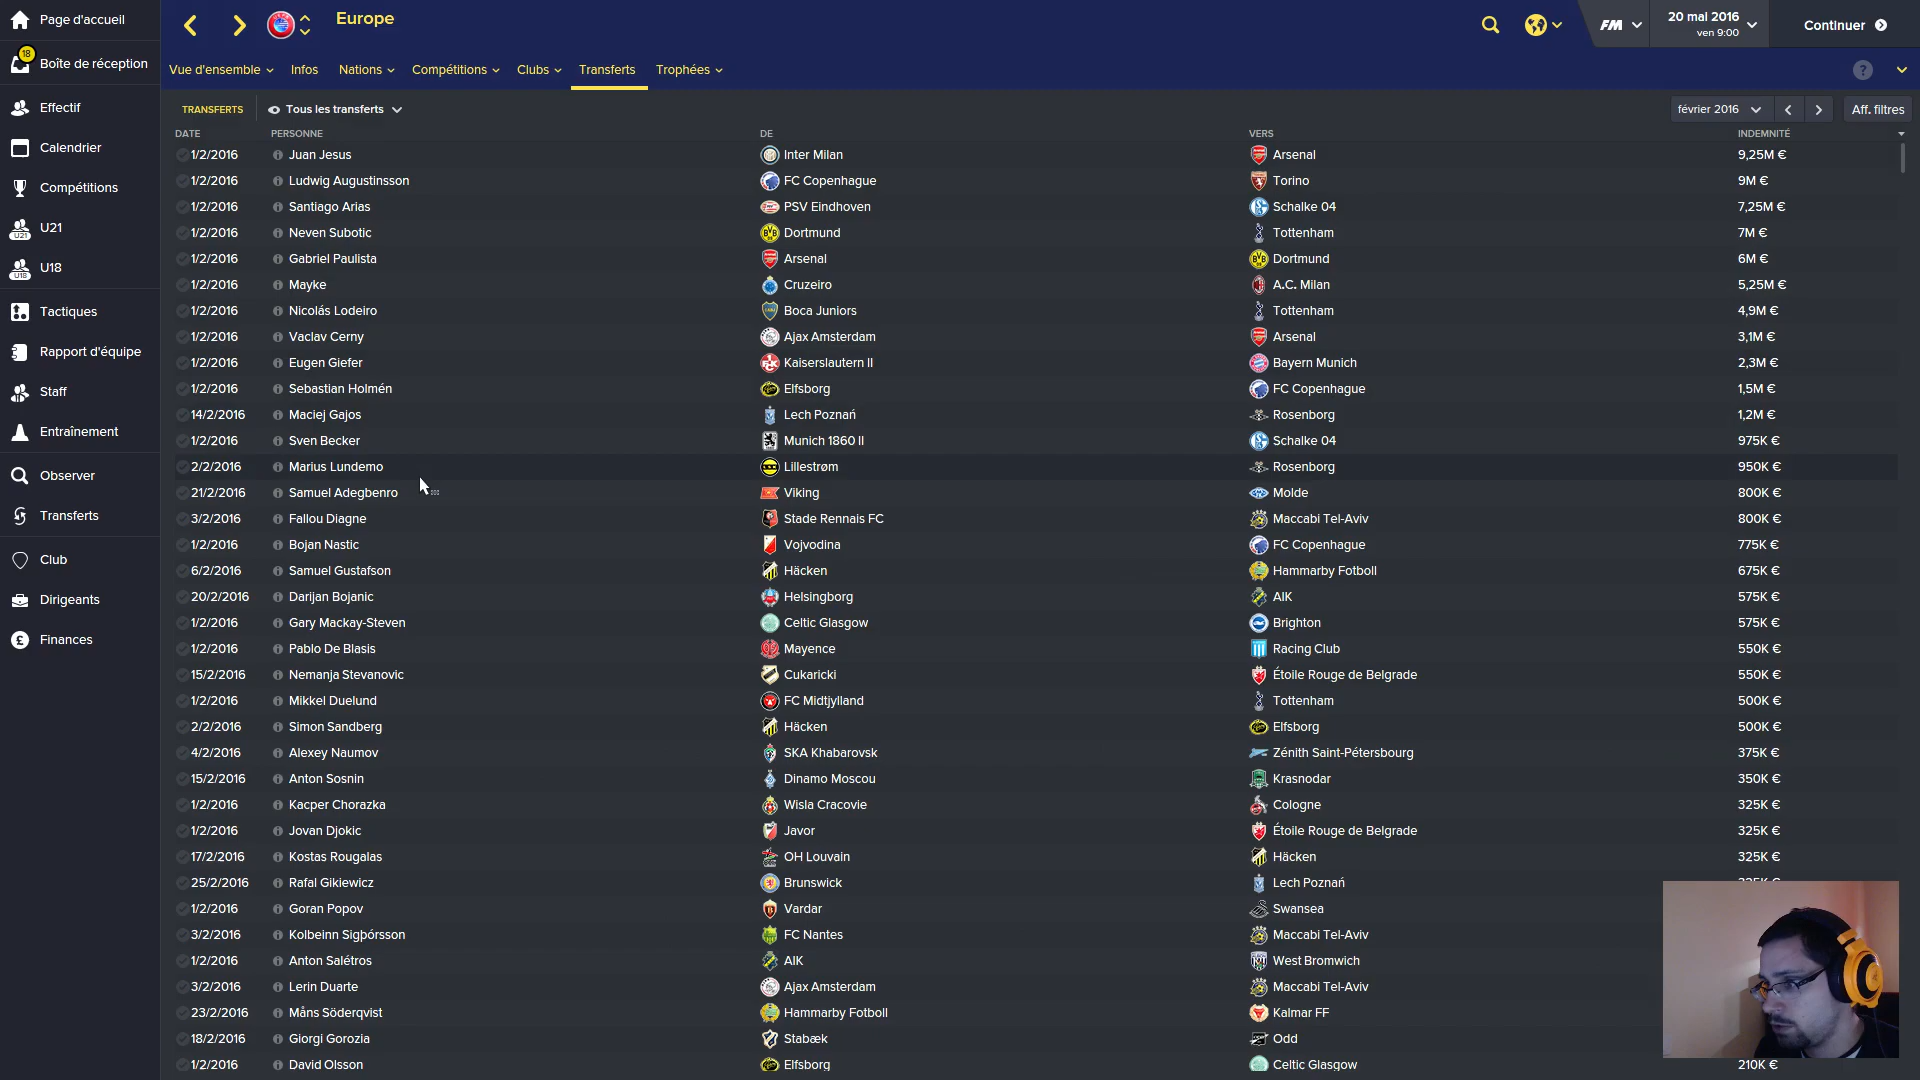 Page d'accueil
18
Boîte de réception
Effectif
Calendrier
Compétitions
U21
U21
U18
U18
Tactiques
Rapport d'équipe
Staff
Entraînement
Observer
Transferts
Club
Dirigeants
Finances
Europe
FM
20 mai 2016
ven 9:00
Continuer
Vue d'ensemble Infos Nations Compétitions Clubs Transferts Trophées
?
TRANSFERTS Tous les transferts février 2016 Aff. filtres
DATE PERSONNE DE VERS INDEMNITÉ
1/2/2016 Juan Jesus Inter Milan Arsenal 9,25M €
1/2/2016 Ludwig Augustinsson FC Copenhague Torino 9M €
1/2/2016 Santiago Arias PSV Eindhoven Schalke 04 7,25M €
1/2/2016 Neven Subotic Dortmund Tottenham 7M €
1/2/2016 Gabriel Paulista Arsenal Dortmund 6M €
1/2/2016 Mayke Cruzeiro A.C. Milan 5,25M €
1/2/2016 Nicolás Lodeiro Boca Juniors Tottenham 4,9M €
1/2/2016 Vaclav Cerny Ajax Amsterdam Arsenal 3,1M €
1/2/2016 Eugen Giefer Kaiserslautern II Bayern Munich 2,3M €
1/2/2016 Sebastian Holmén Elfsborg FC Copenhague 1,5M €
14/2/2016 Maciej Gajos Lech Poznań Rosenborg 1,2M €
1/2/2016 Sven Becker Munich 1860 II Schalke 04 975K €
2/2/2016 Marius Lundemo Lillestrøm Rosenborg 950K €
21/2/2016 Samuel Adegbenro Viking Molde 800K €
3/2/2016 Fallou Diagne Stade Rennais FC Maccabi Tel-Aviv 800K €
1/2/2016 Bojan Nastic Vojvodina FC Copenhague 775K €
6/2/2016 Samuel Gustafson Häcken Hammarby Fotboll 675K €
20/2/2016 Darijan Bojanic Helsingborg AIK 575K €
1/2/2016 Gary Mackay-Steven Celtic Glasgow Brighton 575K €
1/2/2016 Pablo De Blasis Mayence Racing Club 550K €
15/2/2016 Nemanja Stevanovic Cukaricki Étoile Rouge de Belgrade 550K €
1/2/2016 Mikkel Duelund FC Midtjylland Tottenham 500K €
2/2/2016 Simon Sandberg Häcken Elfsborg 500K €
4/2/2016 Alexey Naumov SKA Khabarovsk Zénith Saint-Pétersbourg 375K €
15/2/2016 Anton Sosnin Dinamo Moscou Krasnodar 350K €
1/2/2016 Kacper Chorazka Wisla Cracovie Cologne 325K €
1/2/2016 Jovan Djokic Javor Étoile Rouge de Belgrade 325K €
17/2/2016 Kostas Rougalas OH Louvain Häcken 325K €
25/2/2016 Rafal Gikiewicz Brunswick Lech Poznań
1/2/2016 Goran Popov Vardar Swansea
3/2/2016 Kolbeinn Sigþórsson FC Nantes Maccabi Tel-Aviv
1/2/2016 Anton Salétros AIK West Bromwich
3/2/2016 Lerin Duarte Ajax Amsterdam Maccabi Tel-Aviv
23/2/2016 Måns Söderqvist Hammarby Fotboll Kalmar FF
18/2/2016 Giorgi Gorozia Stabæk Odd
1/2/2016 David Olsson Elfsborg Celtic Glasgow 210K €